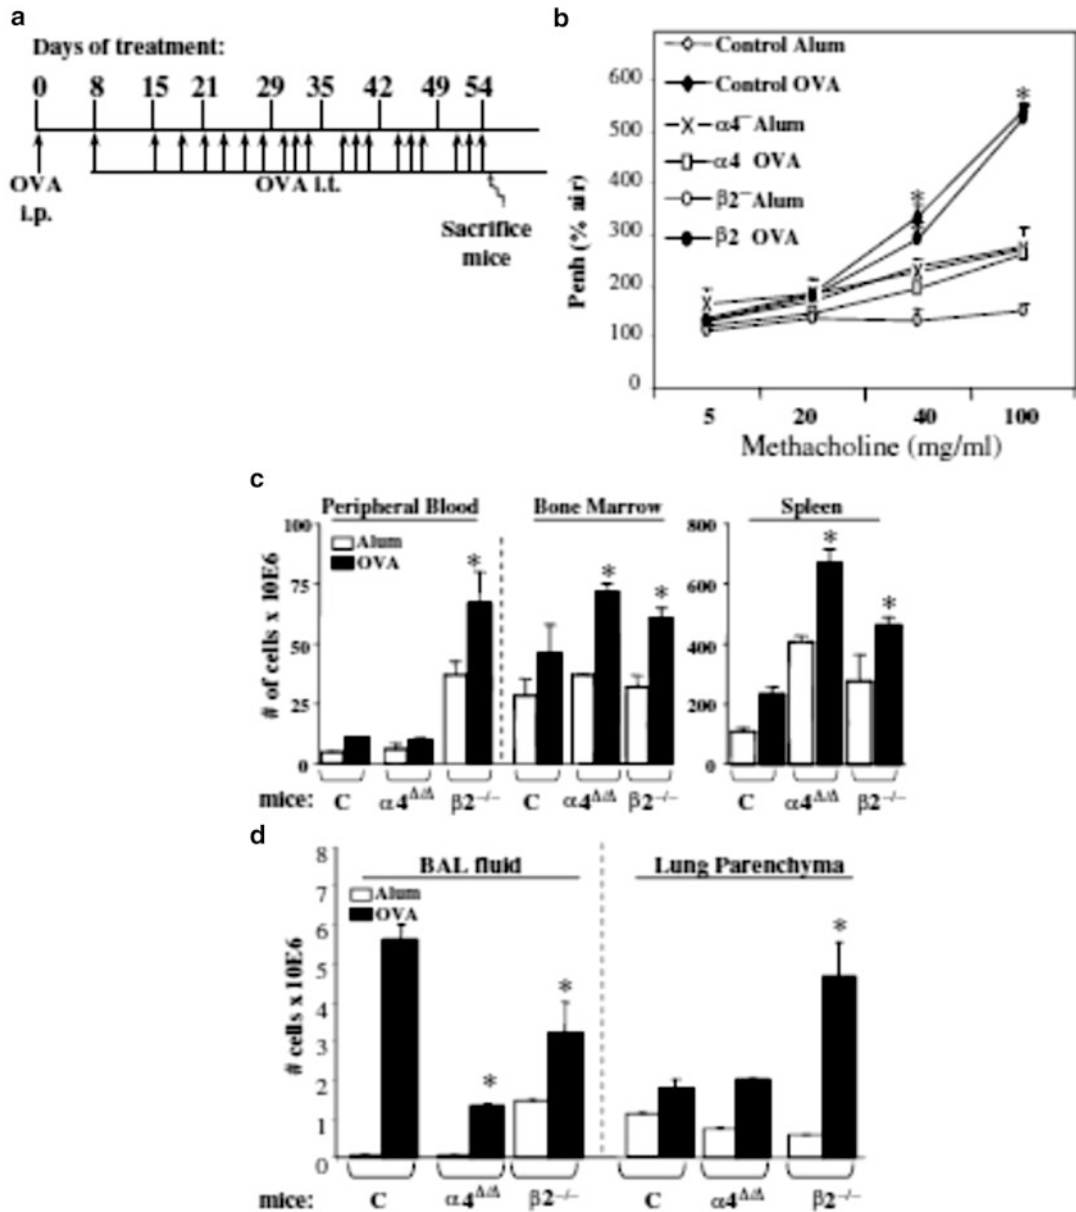 a
Days of treatment:
0 8 15 21 29 35 42 49 54
OVA i.p.
OVA i.t.
Sacrifice mice
b
Control Alum
Control OVA
α4⁻ Alum
α4 OVA
β2⁻ Alum
β2 OVA
Penh (% air)
600
500
400
300
200
100
0
*
*
5 20 40 100
Methacholine (mg/ml)
c
Peripheral Blood Bone Marrow Spleen
Alum
OVA
# of cells x 10E6
100
75
50
25
0
800
600
400
200
0
* * * * *
mice: C α4Δ/Δ β2−/− C α4Δ/Δ β2−/− C α4Δ/Δ β2−/−
d
BAL fluid Lung Parenchyma
Alum
OVA
# cells x 10E6
8
7
6
5
4
3
2
1
0
* * *
mice: C α4Δ/Δ β2−/− C α4Δ/Δ β2−/−